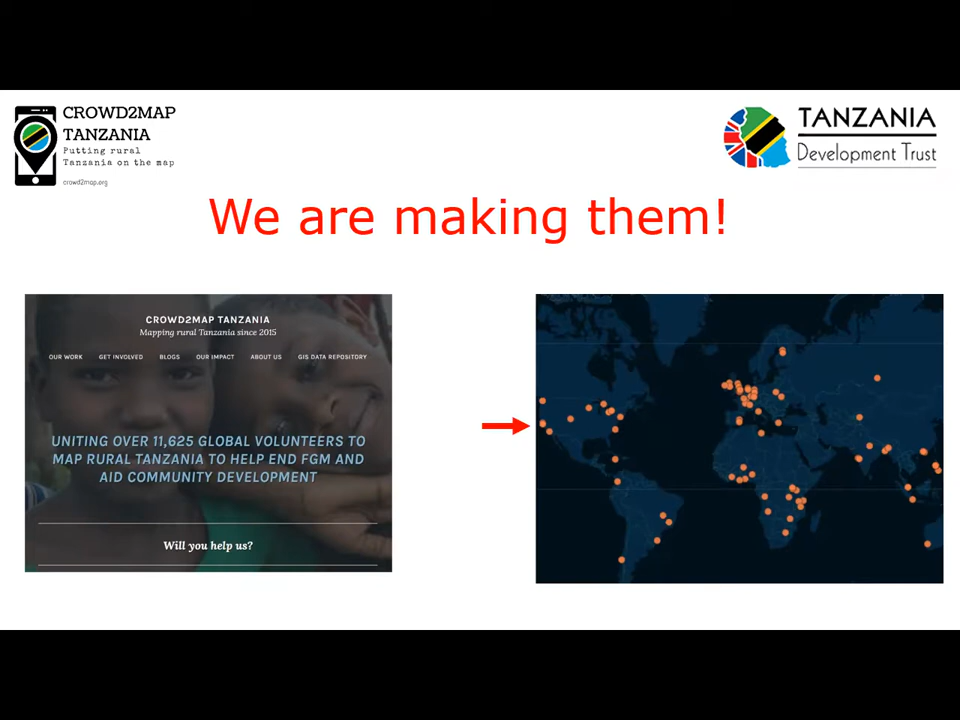 CROWD2MAP
TANZANIA
Putting rural
Tanzania on the map
crowd2map.org
TANZANIA
Development Trust
We are making them!
CROWD2MAP TANZANIA
Mapping rural Tanzania since 2015
OUR WORK GET INVOLVED BLOGS OUR IMPACT ABOUT US GIS DATA REPOSITORY
UNITING OVER 11,625 GLOBAL VOLUNTEERS TO
MAP RURAL TANZANIA TO HELP END FGM AND
AID COMMUNITY DEVELOPMENT
Will you help us?